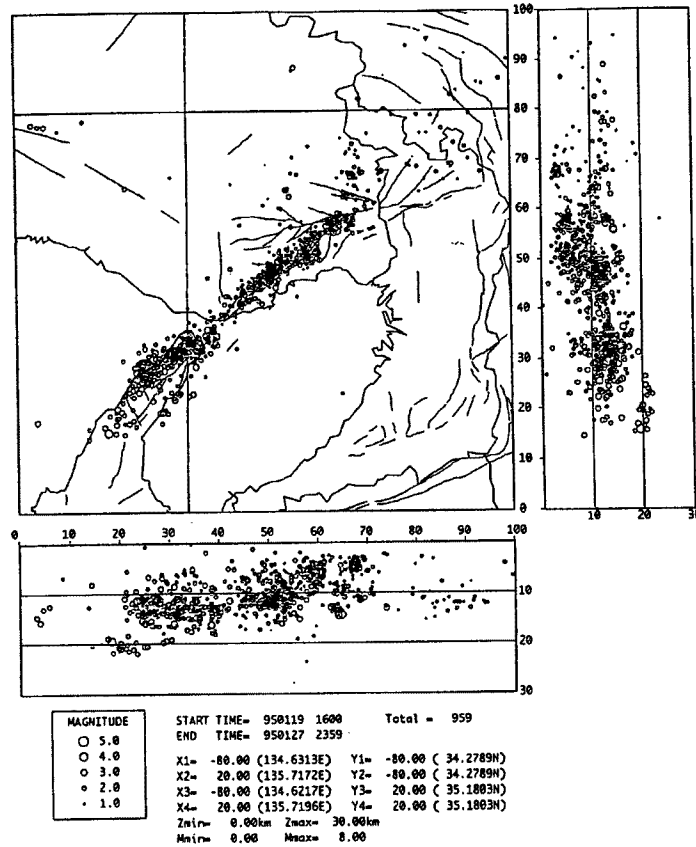 100
90
80
70
60
50
40
30
20
10
0
10 20 30
0 10 20 30 40 50 60 70 80 90 100
10
20
30
MAGNITUDE
5.0
4.0
3.0
2.0
1.0
START TIME= 950119 1600 Total = 959
END TIME= 950127 2359
X1= -80.00 (134.6313E) Y1= -80.00 ( 34.2789N)
X2= 20.00 (135.7172E) Y2= -80.00 ( 34.2789N)
X3= -80.00 (134.6217E) Y3= 20.00 ( 35.1803N)
X4= 20.00 (135.7196E) Y4= 20.00 ( 35.1803N)
Zmin= 0.00km Zmax= 30.00km
Mmin= 0.00 Mmax= 8.00